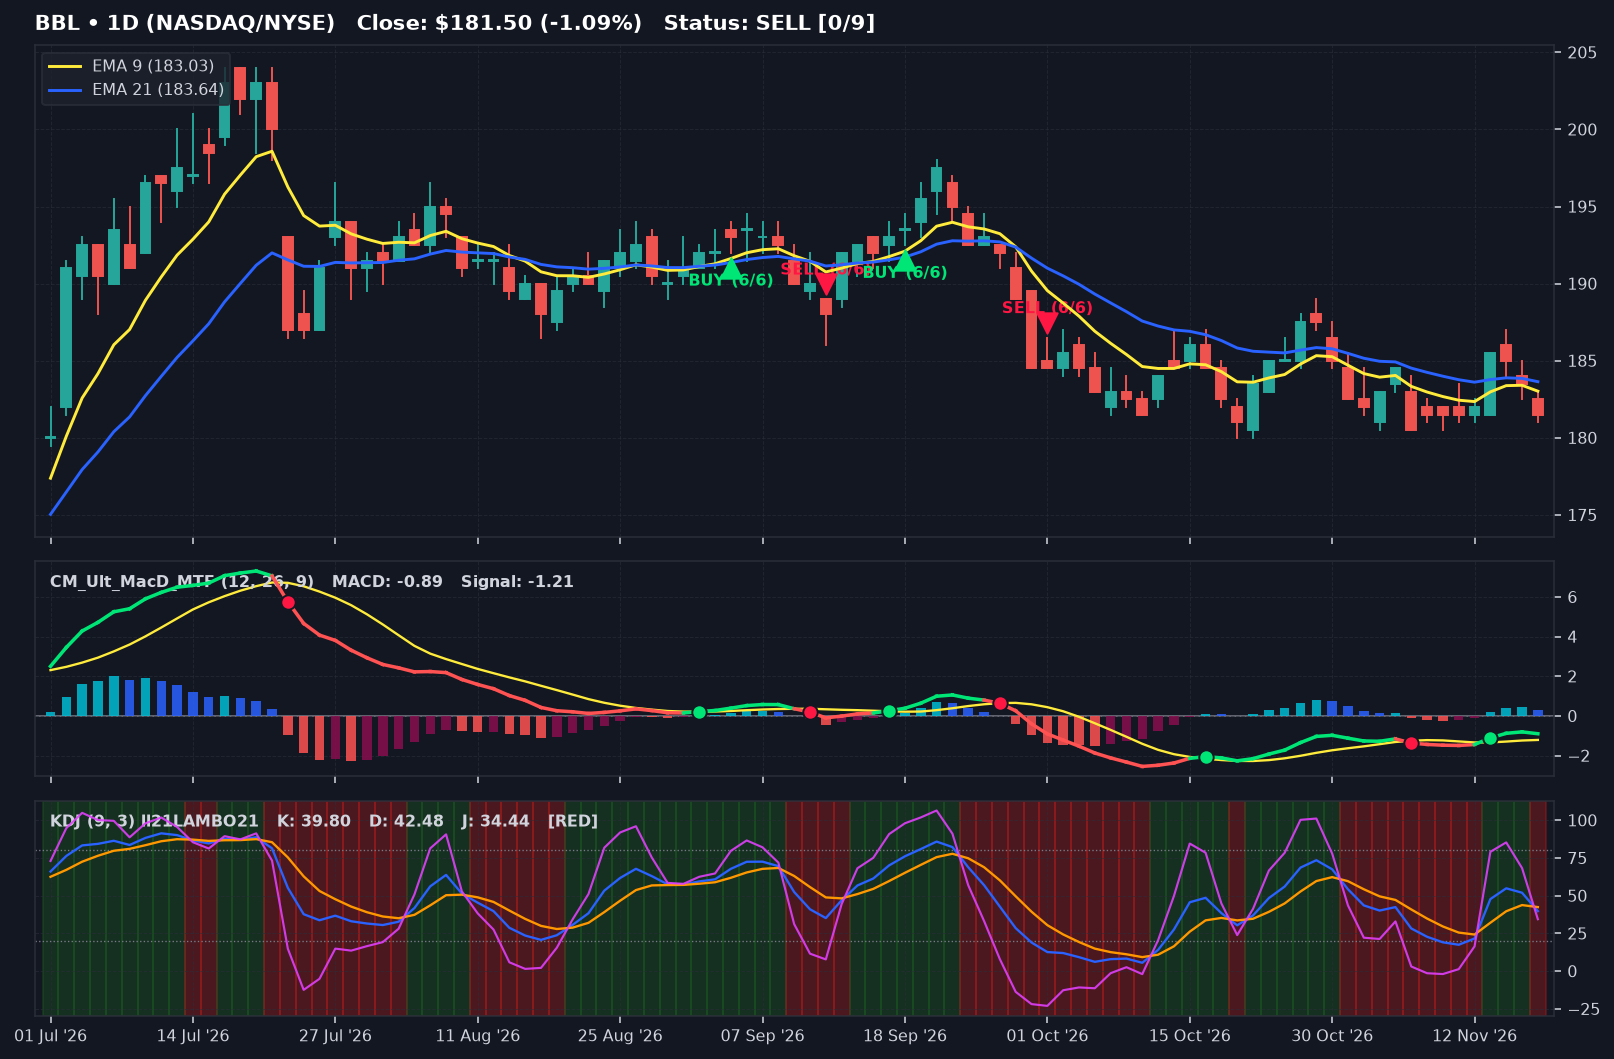 BBL • 1D (NASDAQ/NYSE)   Close: $181.50 (-1.09%)   Status: SELL [0/9]
EMA 9 (183.03)
EMA 21 (183.64)
205
200
195
190
185
180
175
BUY (6/6)
SELL (6/6)
BUY (6/6)
SELL (6/6)
CM_Ult_MacD_MTF (12, 26, 9)   MACD: -0.89   Signal: -1.21
6
4
2
0
−2
KDJ (9, 3) JI21LAMBO21   K: 39.80   D: 42.48   J: 34.44   [RED]
100
75
50
25
0
−25
01 Jul '26
14 Jul '26
27 Jul '26
11 Aug '26
25 Aug '26
07 Sep '26
18 Sep '26
01 Oct '26
15 Oct '26
30 Oct '26
12 Nov '26